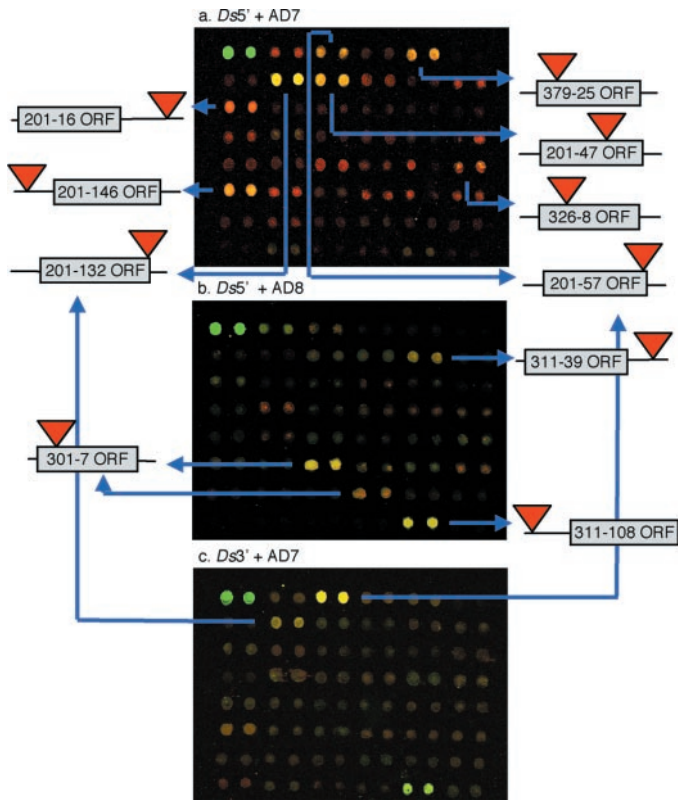 a. Ds5' + AD7
379-25 ORF
201-16 ORF
201-47 ORF
201-146 ORF
326-8 ORF
201-132 ORF
201-57 ORF
b. Ds5' + AD8
311-39 ORF
301-7 ORF
311-108 ORF
c. Ds3' + AD7